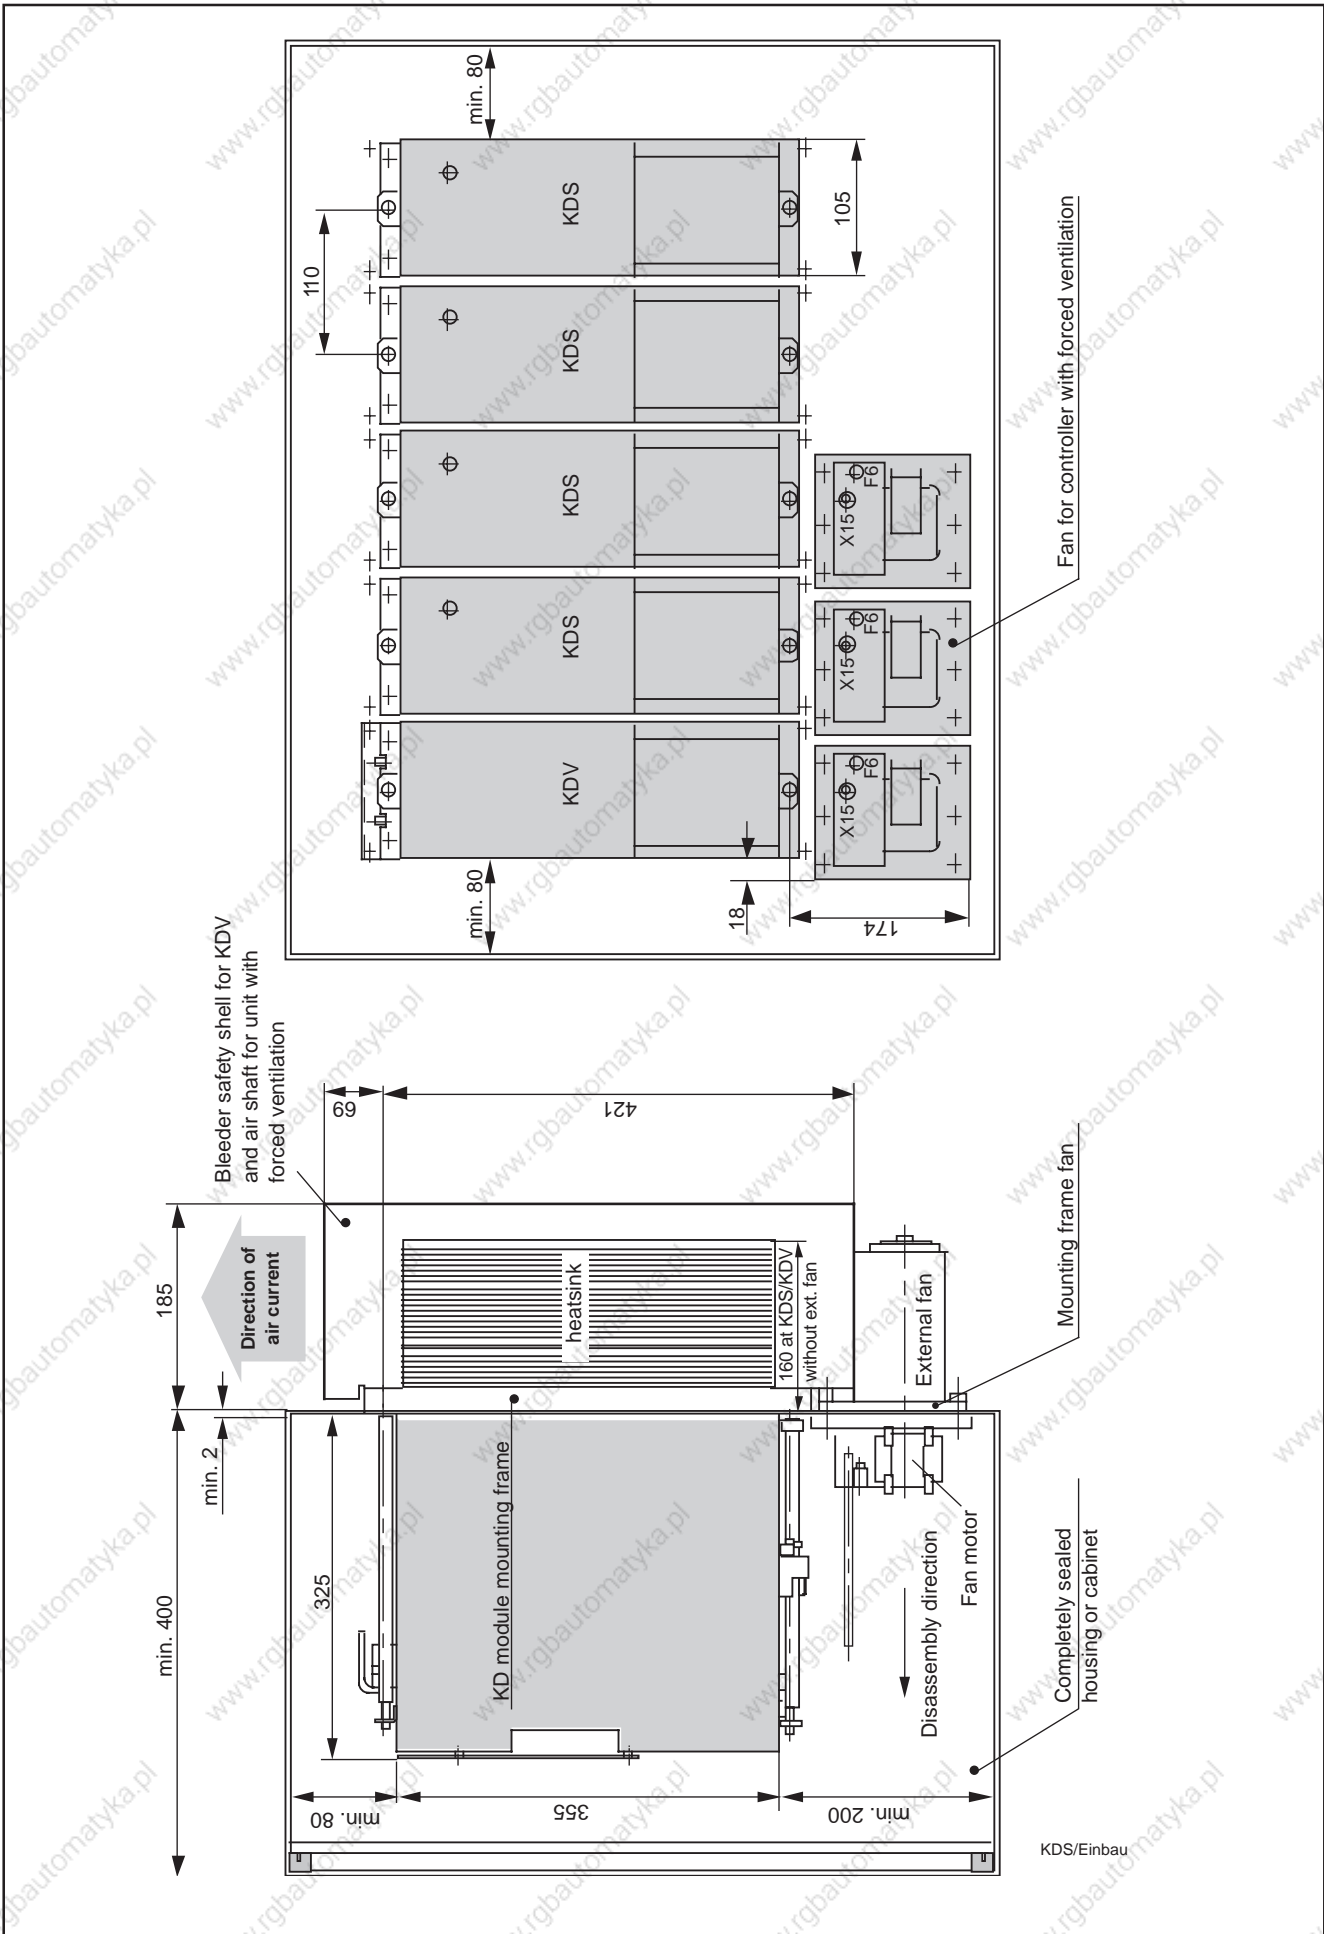 min. 80
110
KDS
KDS
KDS
KDS
KDV
105
X15
F6
X15
F6
X15
F6
min. 80
18
174
Fan for controller with forced ventilation
Bleeder safety shell for KDV
and air shaft for unit with
forced ventilation
69
421
185
Direction of
air current
heatsink
160 at KDS/KDV
without ext. fan
External fan
Mounting frame fan
min. 2
min. 400
325
KD module mounting frame
Disassembly direction
Fan motor
Completely sealed
housing or cabinet
min. 80
355
min. 200
KDS/Einbau
www.rgbautomatyka.pl